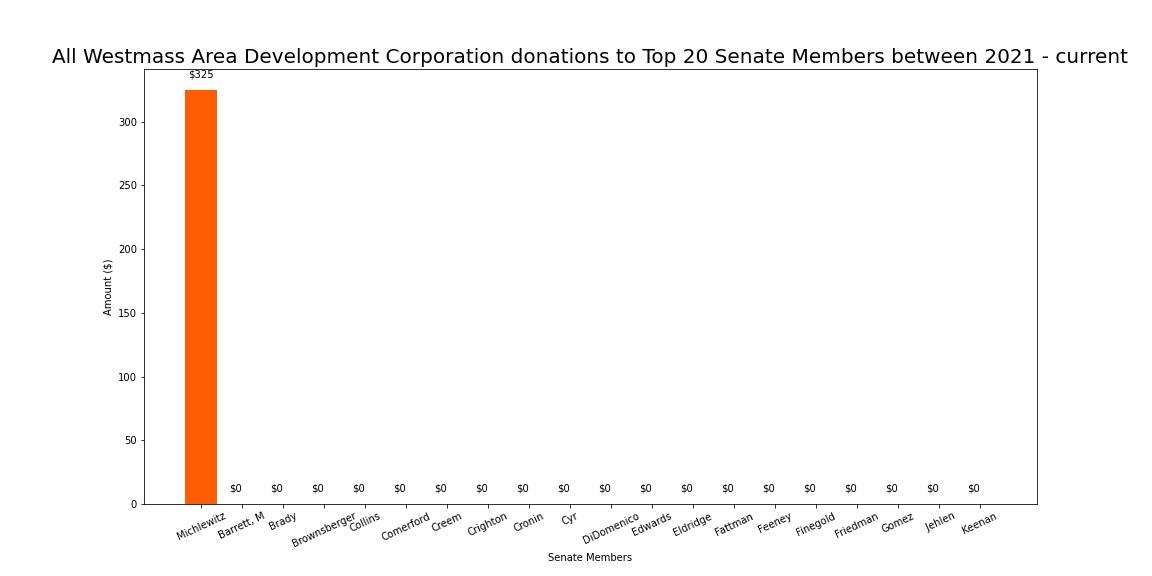 All Westmass Area Development Corporation donations to Top 20 Senate Members between 2021 - current
$325
300
250
200
150
100
50
0
Amount ($)
$0 $0 $0 $0 $0 $0 $0 $0 $0 $0 $0 $0 $0 $0 $0 $0 $0 $0 $0
Michlewitz Barrett, M Brady Brownsberger Collins Comerford Creem Crighton Cronin Cyr DiDomenico Edwards Eldridge Fattman Feeney Finegold Friedman Gomez Jehlen Keenan
Senate Members